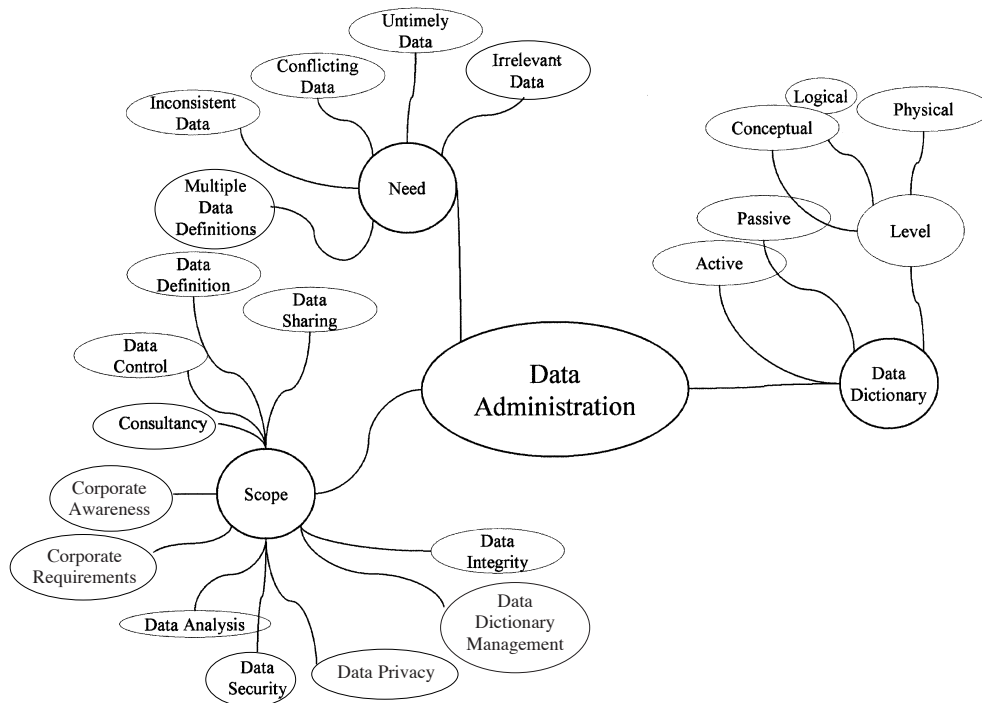 Untimely
Data
Conflicting
Data
Irrelevant
Data
Inconsistent
Data
Need
Multiple
Data
Definitions
Logical
Conceptual
Physical
Passive
Level
Active
Data
Definition
Data
Sharing
Data
Control
Consultancy
Data
Administration
Data
Dictionary
Scope
Corporate
Awareness
Corporate
Requirements
Data Analysis
Data
Security
Data Privacy
Data
Integrity
Data
Dictionary
Management